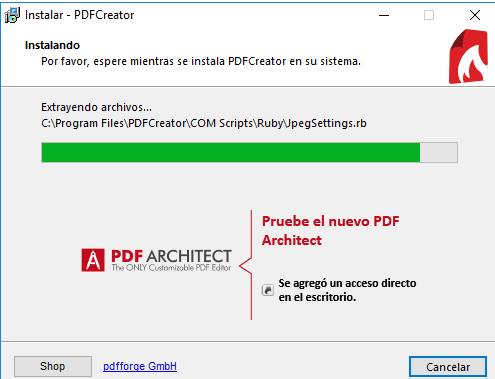 Instalar - PDFCreator
Instalando
Por favor, espere mientras se instala PDFCreator en su sistema.
Extrayendo archivos...
C:\Program Files\PDFCreator\COM Scripts\Ruby\JpegSettings.rb
Pruebe el nuevo PDF
Architect
PDF ARCHITECT
The ONLY Customizable PDF Editor
Se agregó un acceso directo
en el escritorio.
Shop
pdfforge GmbH
Cancelar